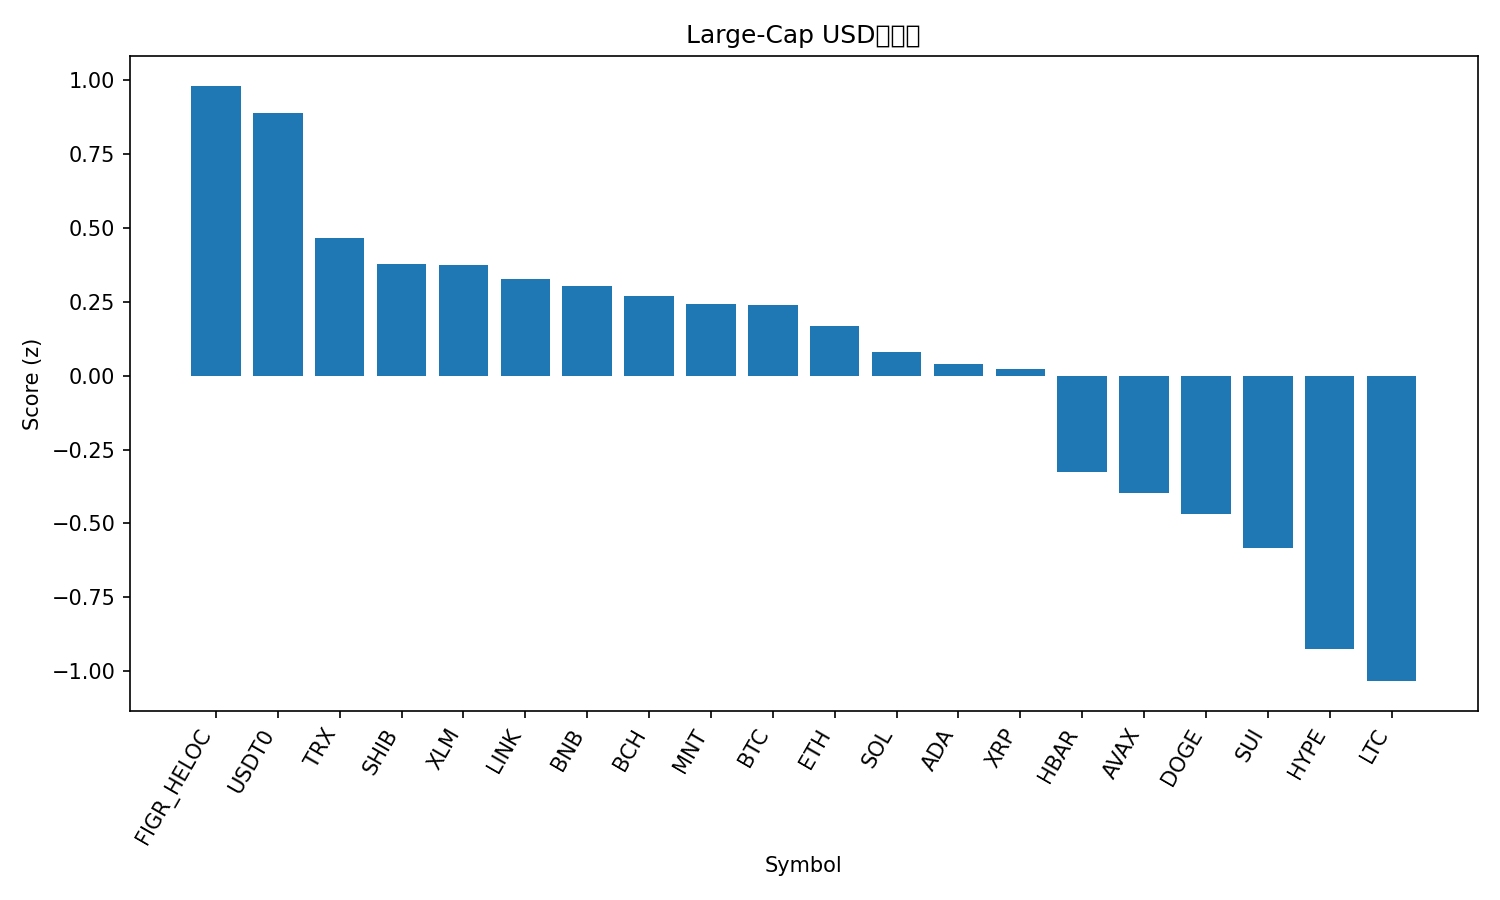 Large-Cap USD
Score (z)
1.00
0.75
0.50
0.25
0.00
−0.25
−0.50
−0.75
−1.00
FIGR_HELOC
USDT0
TRX
SHIB
XLM
LINK
BNB
BCH
MNT
BTC
ETH
SOL
ADA
XRP
HBAR
AVAX
DOGE
SUI
HYPE
LTC
Symbol